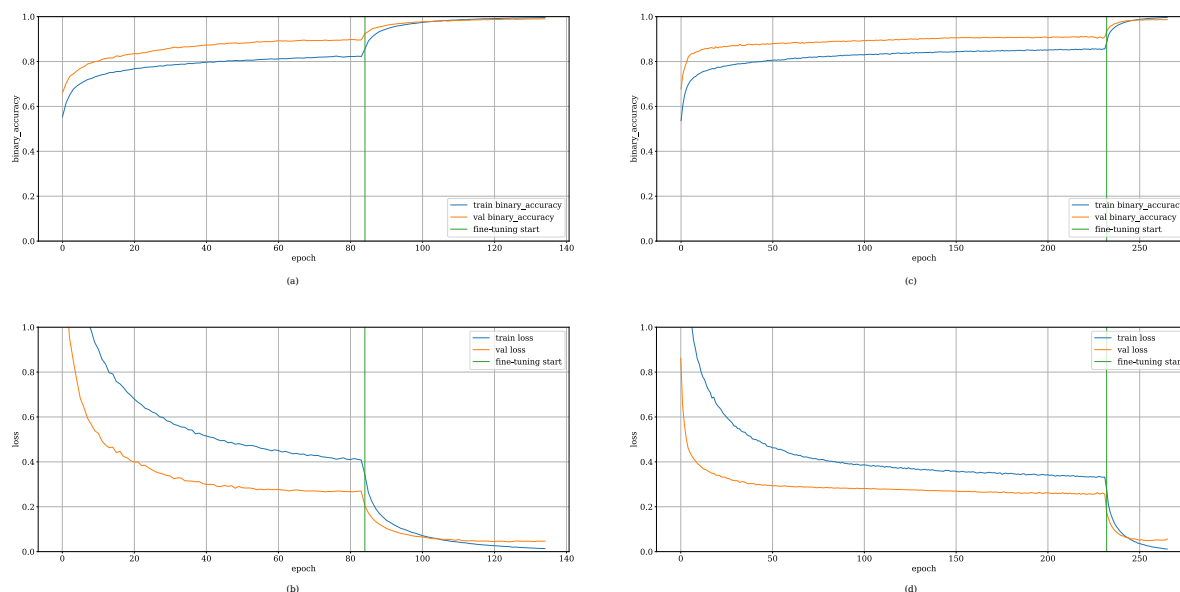 1.0
0.8
0.6
0.4
0.2
0.0
binary_accuracy
train binary_accuracy
val binary_accuracy
fine-tuning start
0 20 40 60 80 100 120 140
epoch
(a)
1.0
0.8
0.6
0.4
0.2
0.0
binary_accuracy
train binary_accurac
val binary_accuracy
fine-tuning start
0 50 100 150 200 250
epoch
(c)
1.0
0.8
0.6
0.4
0.2
0.0
loss
train loss
val loss
fine-tuning start
0 20 40 60 80 100 120 140
epoch
(b)
1.0
0.8
0.6
0.4
0.2
0.0
loss
train loss
val loss
fine-tuning start
0 50 100 150 200 250
epoch
(d)